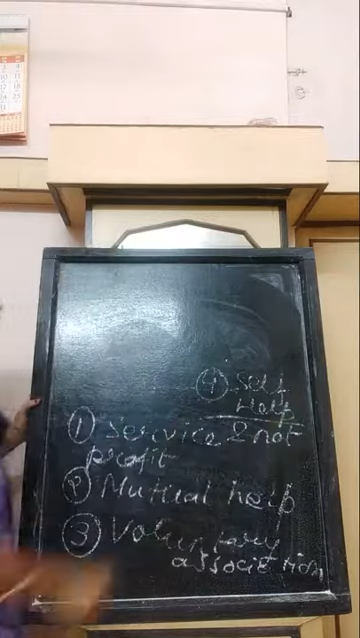 ④ Self
Help
① Service & not
profit
② Mutual help
③ Voluntary
association